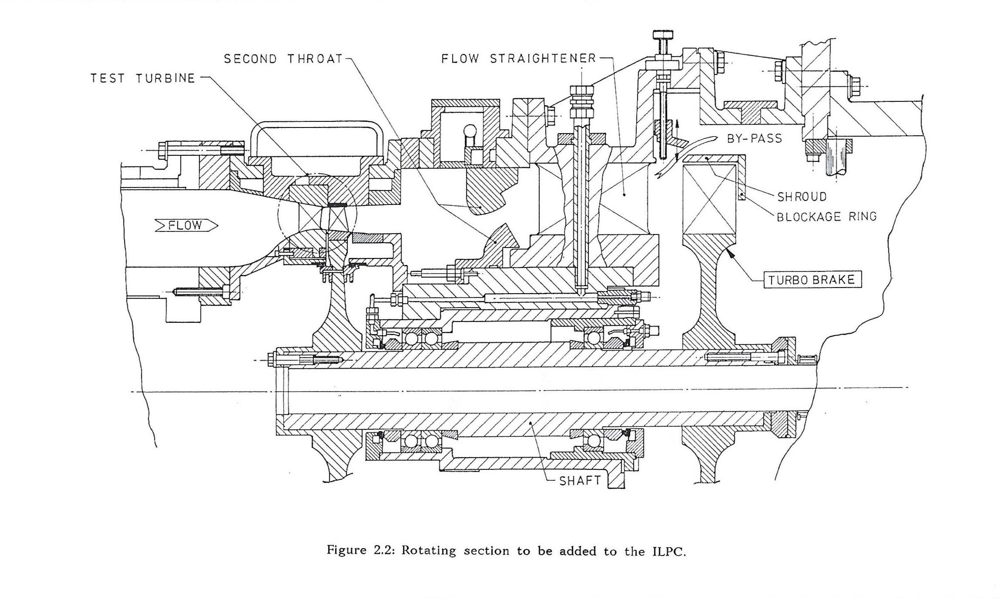 SECOND THROAT
FLOW STRAIGHTENER
TEST TURBINE
BY-PASS
SHROUD
BLOCKAGE RING
FLOW
TURBO BRAKE
SHAFT
Figure 2.2: Rotating section to be added to the ILPC.